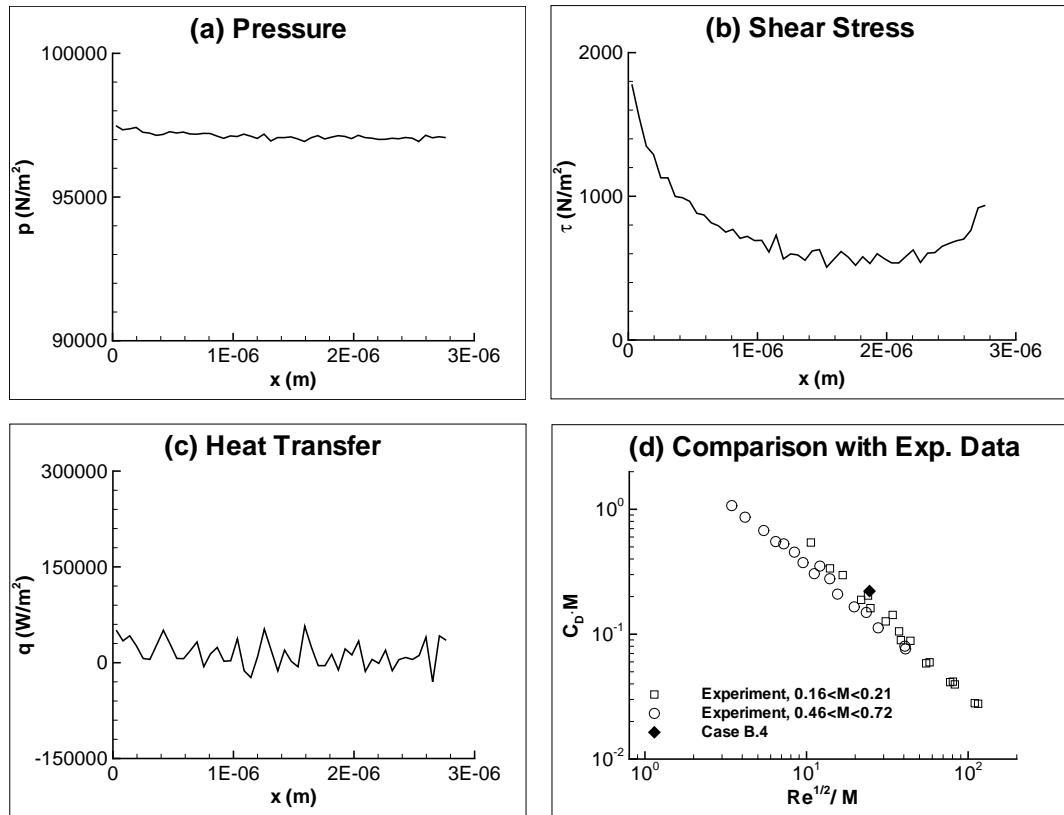 (a) Pressure
100000
95000
90000
p (N/m²)
0
1E-06
2E-06
3E-06
x (m)
(b) Shear Stress
2000
1000
0
τ (N/m²)
0
1E-06
2E-06
3E-06
x (m)
(c) Heat Transfer
300000
150000
0
-150000
q (W/m²)
0
1E-06
2E-06
3E-06
x (m)
(d) Comparison with Exp. Data
10⁰
10⁻¹
10⁻²
C_D·M
Experiment, 0.16<M<0.21
Experiment, 0.46<M<0.72
Case B.4
10⁰
10¹
10²
Re^1/2/ M